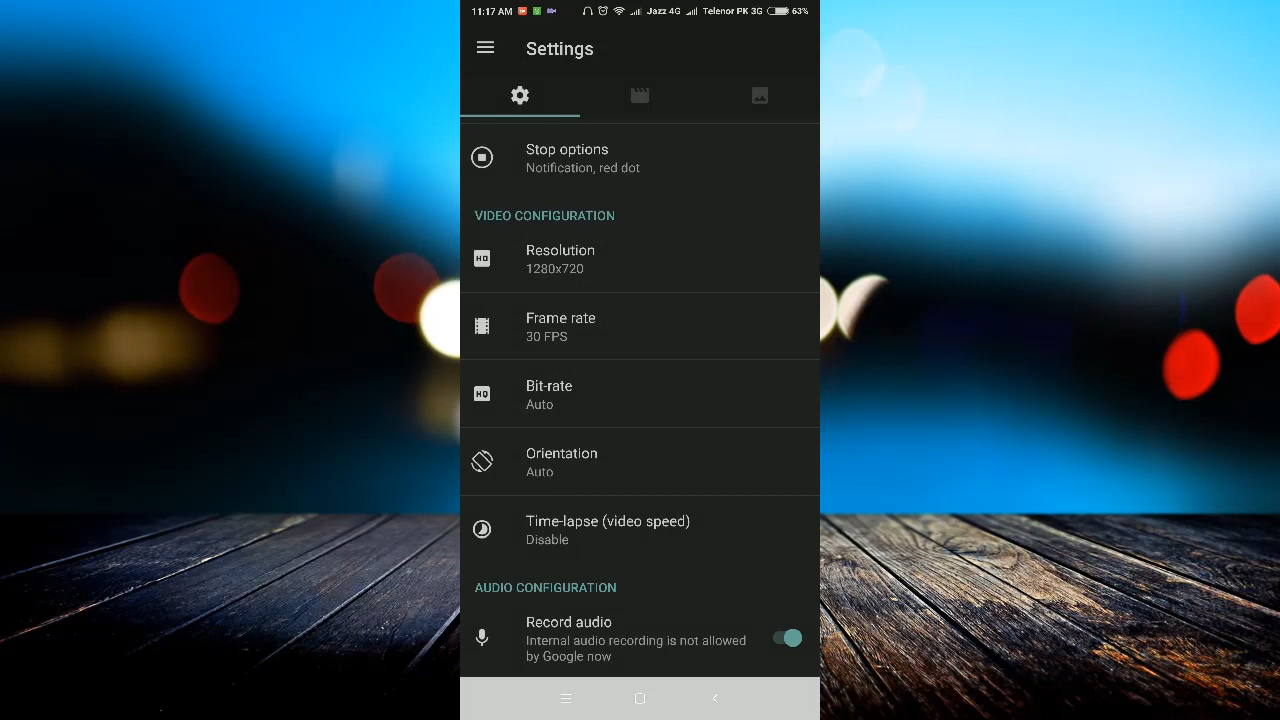 11:17 AM Jazz 4G Telenor PK 3G 63%
Settings
Stop options
Notification, red dot
VIDEO CONFIGURATION
HQ
Resolution
1280x720
Frame rate
30 FPS
HQ
Bit-rate
Auto
Orientation
Auto
Time-lapse (video speed)
Disable
AUDIO CONFIGURATION
Record audio
Internal audio recording is not allowed
by Google now